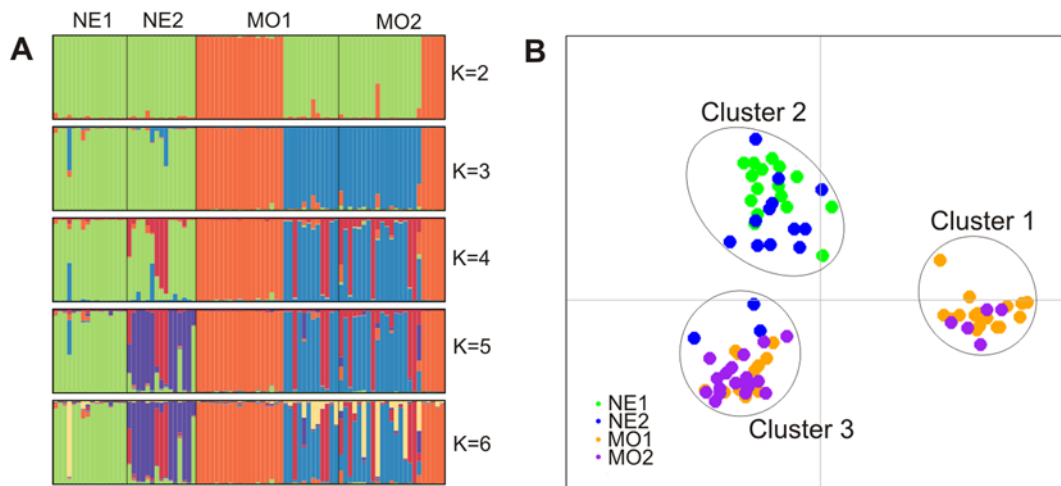 NE1 NE2 MO1 MO2
A
K=2
K=3
K=4
K=5
K=6
B
Cluster 2
Cluster 1
Cluster 3
NE1
NE2
MO1
MO2